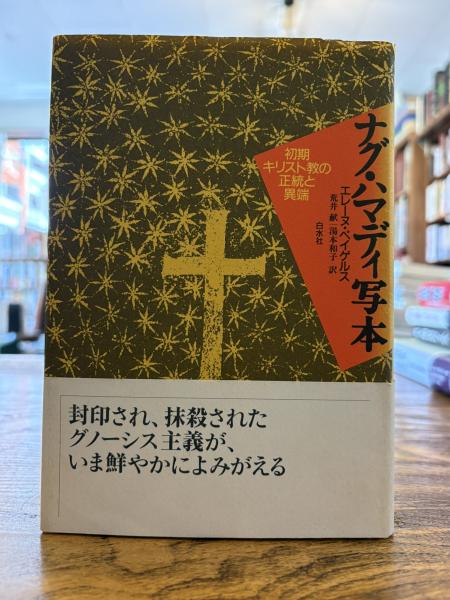 ナグ・ハマディ写本
初期
キリスト教の
正統と
異端
エレーヌ・ペイゲルス
荒井 献／湯本和子 訳
白水社
封印され、抹殺された
グノーシス主義が、
いま鮮やかによみがえる